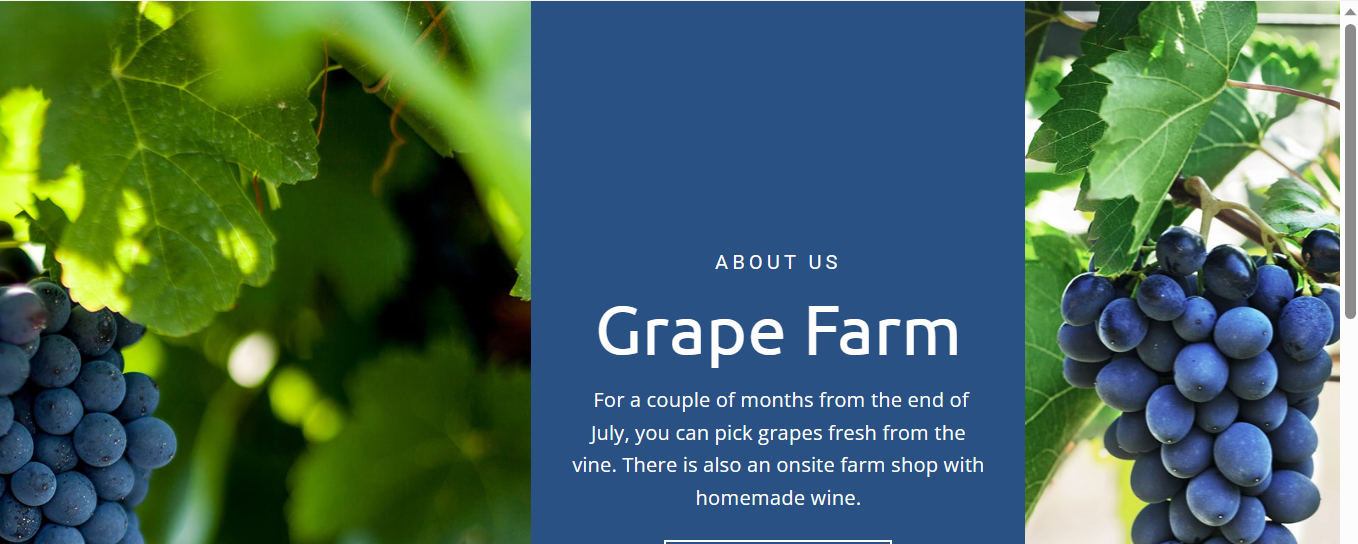 ABOUT US
Grape Farm
For a couple of months from the end of
July, you can pick grapes fresh from the
vine. There is also an onsite farm shop with
homemade wine.